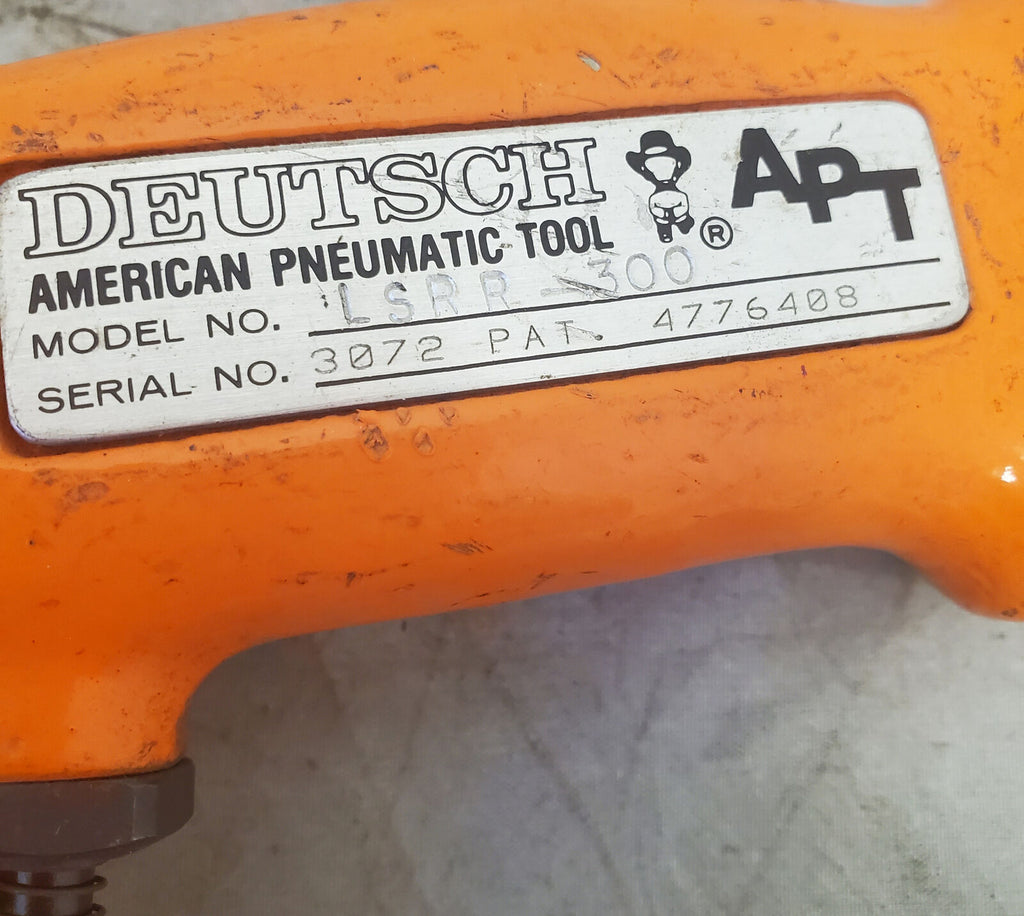 DEUTSCH ® APT
AMERICAN PNEUMATIC TOOL
MODEL NO. LSRR-300
SERIAL NO. 3072 PAT. 4776408